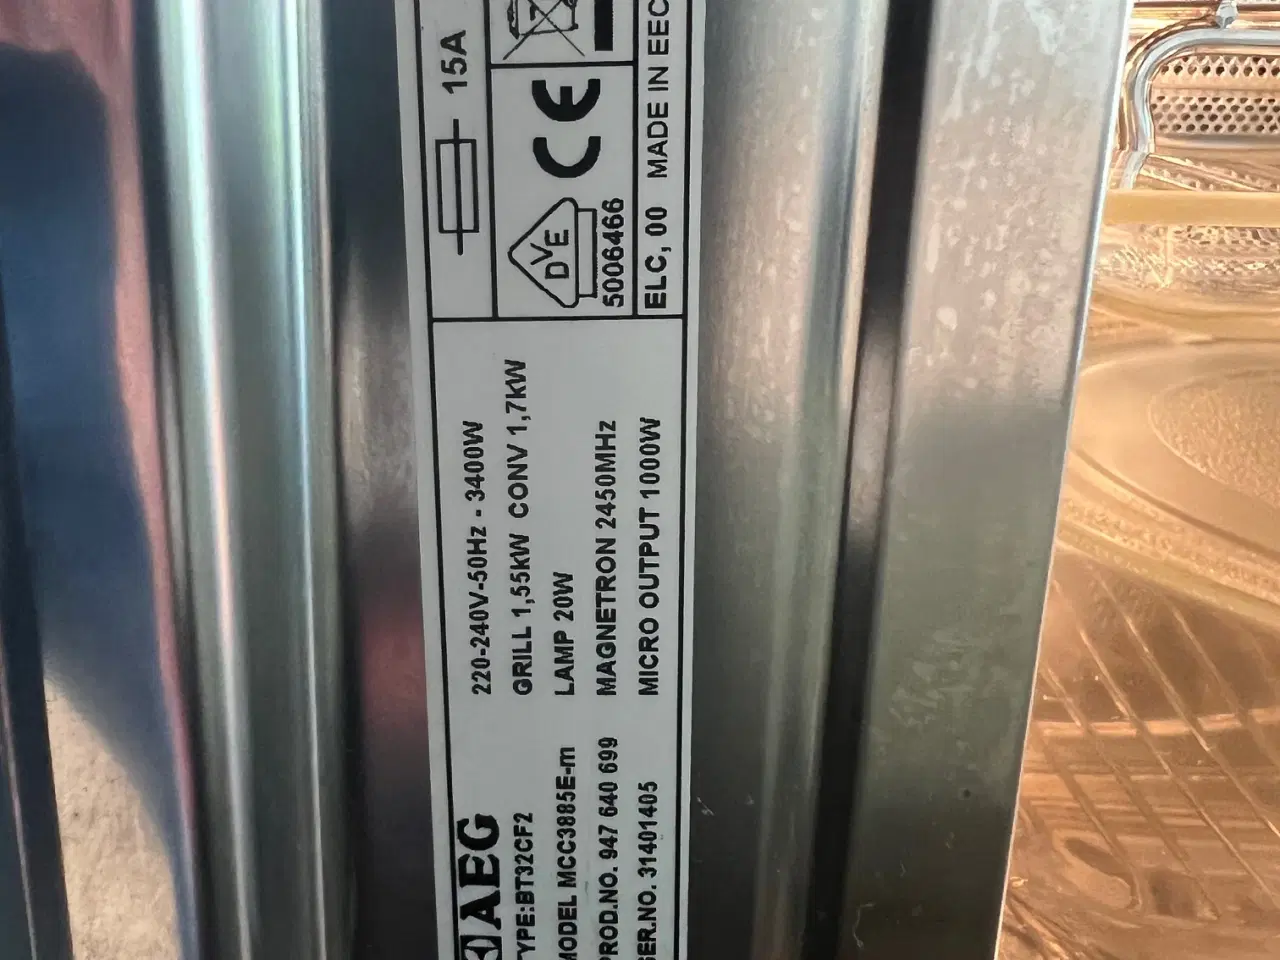 AEG
TYPE:BT32CF2
MODEL MCC3885E-m
PROD.NO. 947 640 699
SER.NO. 31401405
220-240V-50Hz - 3400W
GRILL 1,55kW CONV 1,7kW
LAMP 20W
MAGNETRON 2450MHz
MICRO OUTPUT 1000W
15A
DVE
5006466
CE
ELC, 00 MADE IN EEC